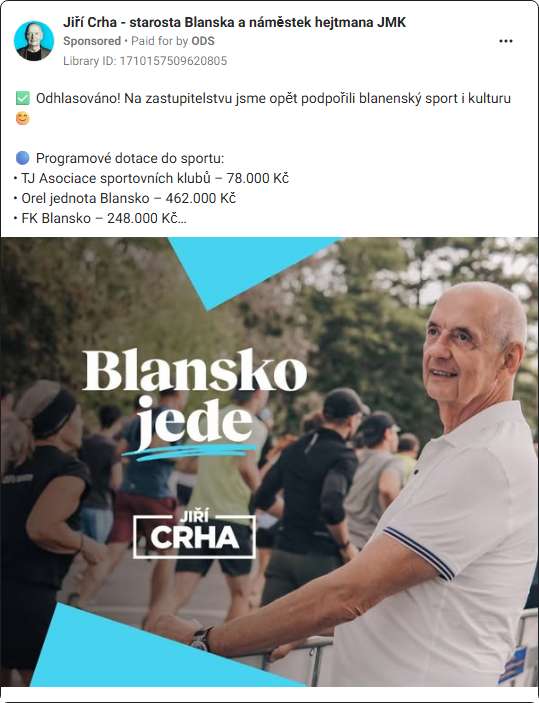 Jiří Crha - starosta Blanska a náměstek hejtmana JMK
Sponsored • Paid for by ODS
Library ID: 1710157509620805
✅ Odhlasováno! Na zastupitelstvu jsme opět podpořili blanenský sport i kulturu
😊
🔵 Programové dotace do sportu:
• TJ Asociace sportovních klubů – 78.000 Kč
• Orel jednota Blansko – 462.000 Kč
• FK Blansko – 248.000 Kč...
Blansko
jede
JIŘÍ
CRHA